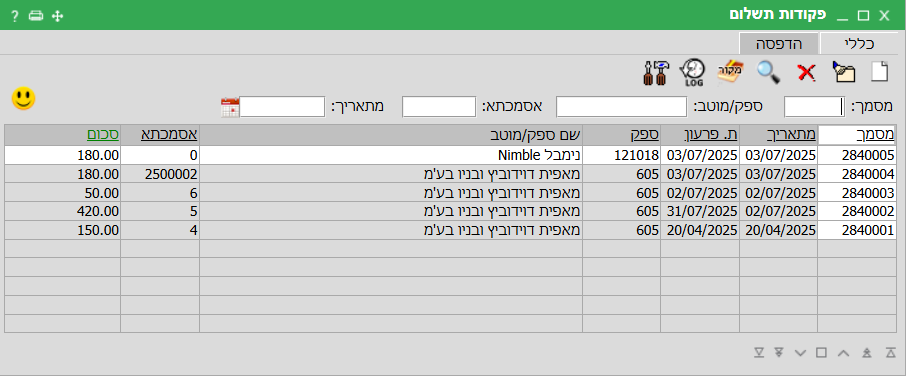 פקודות תשלום
כללי הדפסה
LOG מקור
מסמך: ספק/מוטב: אסמכתא: מתאריך:
מסמך מתאריך ת. פרעון ספק שם ספק/מוטב אסמכתא סכום
2840005 03/07/2025 03/07/2025 121018 נימבל Nimble 0 180.00
2840004 03/07/2025 03/07/2025 605 מאפית דוידוביץ ובניו בע'מ 2500002 180.00
2840003 02/07/2025 02/07/2025 605 מאפית דוידוביץ ובניו בע'מ 6 50.00
2840002 02/07/2025 31/07/2025 605 מאפית דוידוביץ ובניו בע'מ 5 420.00
2840001 20/04/2025 20/04/2025 605 מאפית דוידוביץ ובניו בע'מ 4 150.00